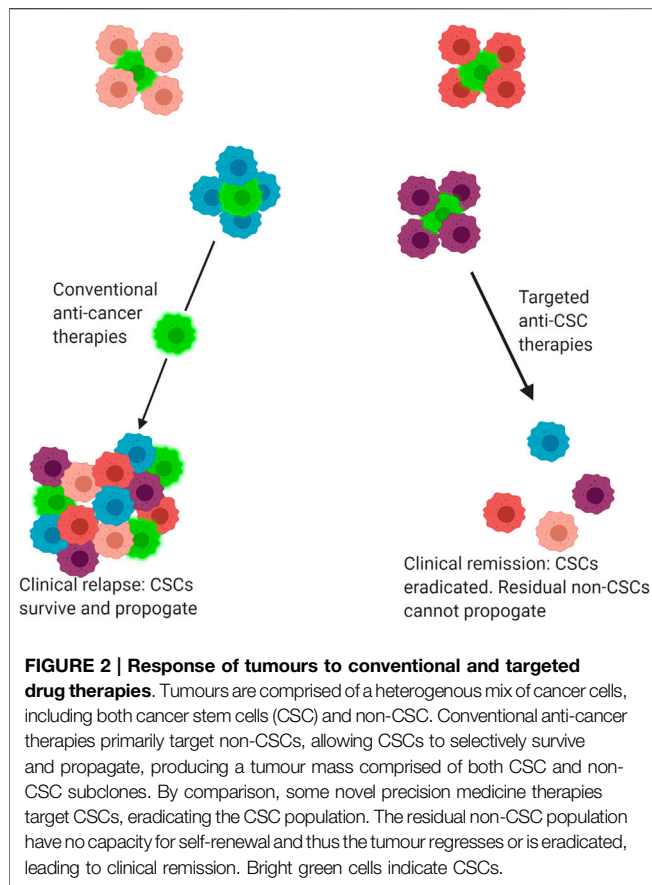 Conventional
anti-cancer
therapies
Targeted
anti-CSC
therapies
Clinical relapse: CSCs
survive and propogate
Clinical remission: CSCs
eradicated. Residual non-CSCs
cannot propogate
FIGURE 2 | Response of tumours to conventional and targeted
drug therapies. Tumours are comprised of a heterogenous mix of cancer cells,
including both cancer stem cells (CSC) and non-CSC. Conventional anti-cancer
therapies primarily target non-CSCs, allowing CSCs to selectively survive
and propagate, producing a tumour mass comprised of both CSC and non-
CSC subclones. By comparison, some novel precision medicine therapies
target CSCs, eradicating the CSC population. The residual non-CSC population
have no capacity for self-renewal and thus the tumour regresses or is eradicated,
leading to clinical remission. Bright green cells indicate CSCs.